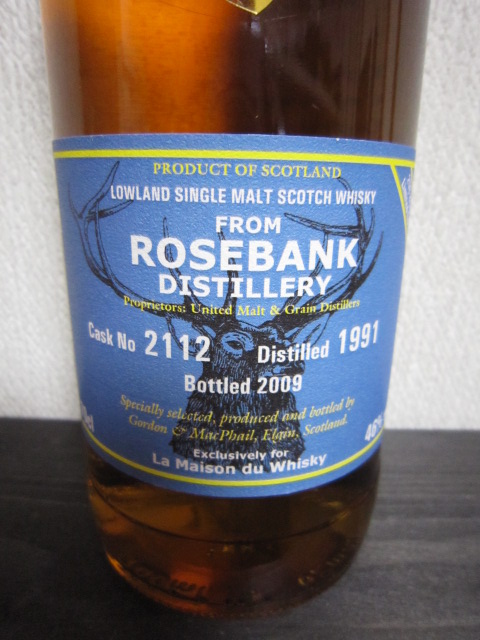 PRODUCT OF SCOTLAND
LOWLAND SINGLE MALT SCOTCH WHISKY
FROM
ROSEBANK
DISTILLERY
Proprietors: United Malt & Grain Distillers
Cask No 2112 Distilled 1991
Bottled 2009
Specially selected, produced and bottled by
Gordon & MacPhail, Elgin, Scotland.
46%
Exclusively for
La Maison du Whisky